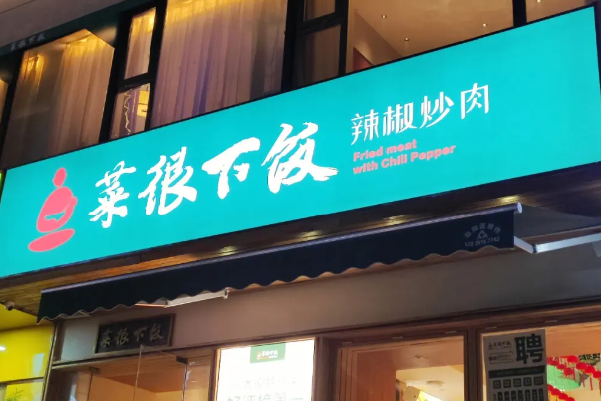 菜很下饭
辣椒炒肉
Fried meat
with Chili Pepper
菜很下饭
聘